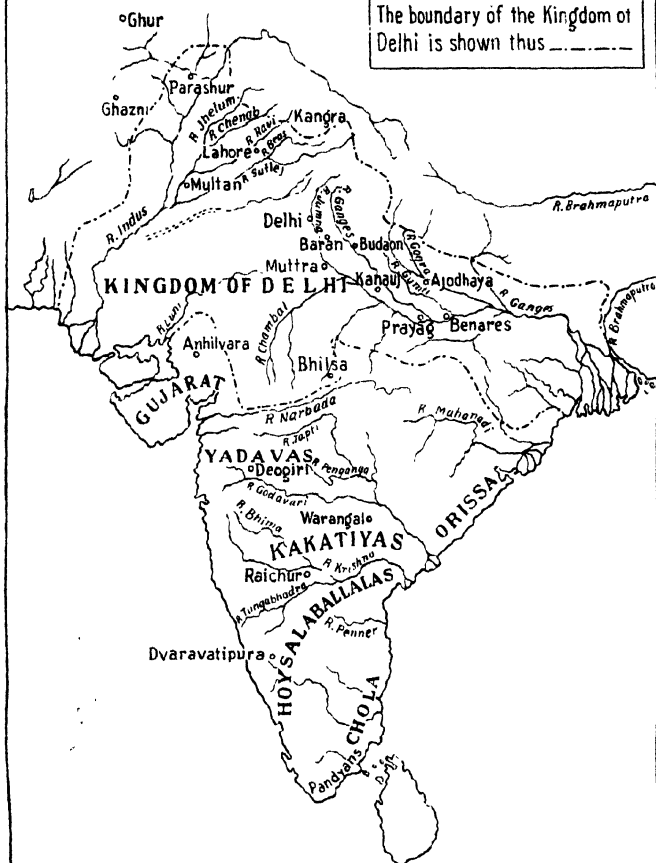 The boundary of the Kingdom of
Delhi is shown thus
Ghur
Parashur
Ghazni
R Jhelum
R Chenab
R Ravi
Kangra
Lahore
R Beas
Multan
R Sutlej
R. Indus
R. Brahmaputra
Delhi
R. Jumna
R. Ganges
Baran
Budaon
R Gogra
Muttra
KINGDOM OF DELHI
Kanauj
R Gumti
Ajodhaya
R Ganges
R Brahmaputra
R. Luni
R Chambal
Prayag
Benares
Anhilvara
Bhilsa
GUJARAT
R Narbada
R. Mahanadi
R. Tapti
YADAVAS
Deogiri
R Penganga
R Godavari
ORISSA
Warangal
R. Bhima
KAKATIYAS
R Krishna
Raichur
R Tungabhadra
HOYSALABALLALAS
R. Penner
Dvaravatipura
CHOLA
Pandyans